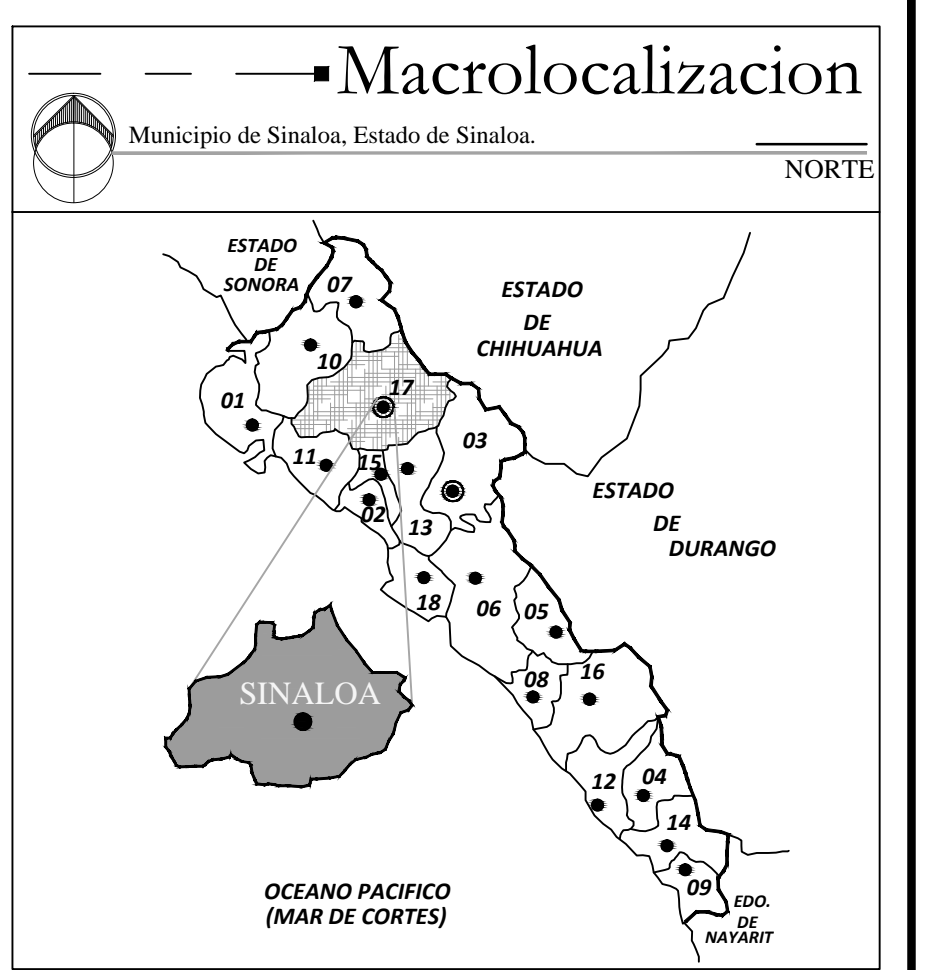 Macrolocalizacion
Municipio de Sinaloa, Estado de Sinaloa.
NORTE
ESTADO
DE
SONORA
07
ESTADO
DE
CHIHUAHUA
10
17
01
03
11
15
ESTADO
DE
DURANGO
02
13
18
06
05
08
16
SINALOA
12
04
14
09
OCEANO PACIFICO
(MAR DE CORTES)
EDO.
DE
NAYARIT